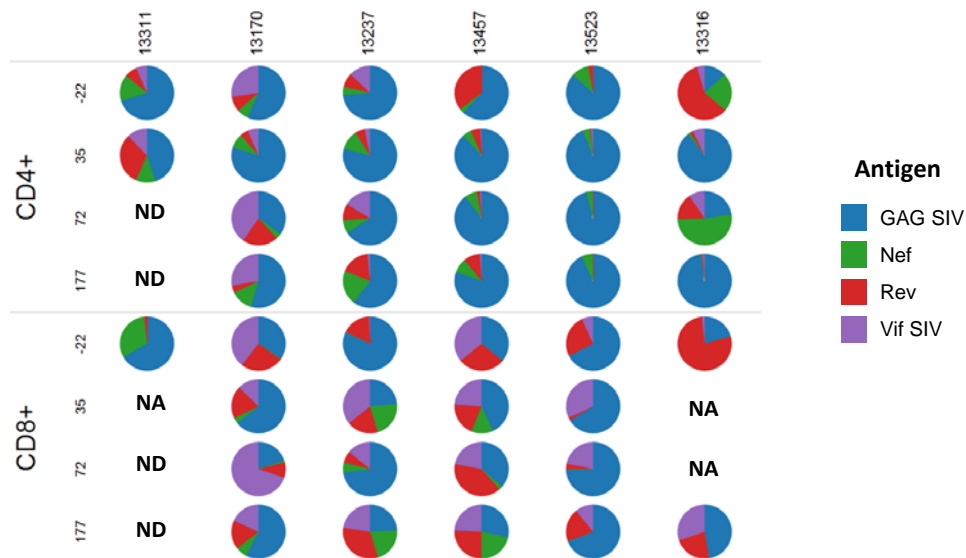 13311 13170 13237 13457 13523 13316
CD4+
-22
35
72 ND
177 ND
CD8+
-22
35 NA NA
72 ND NA
177 ND
Antigen
GAG SIV
Nef
Rev
Vif SIV